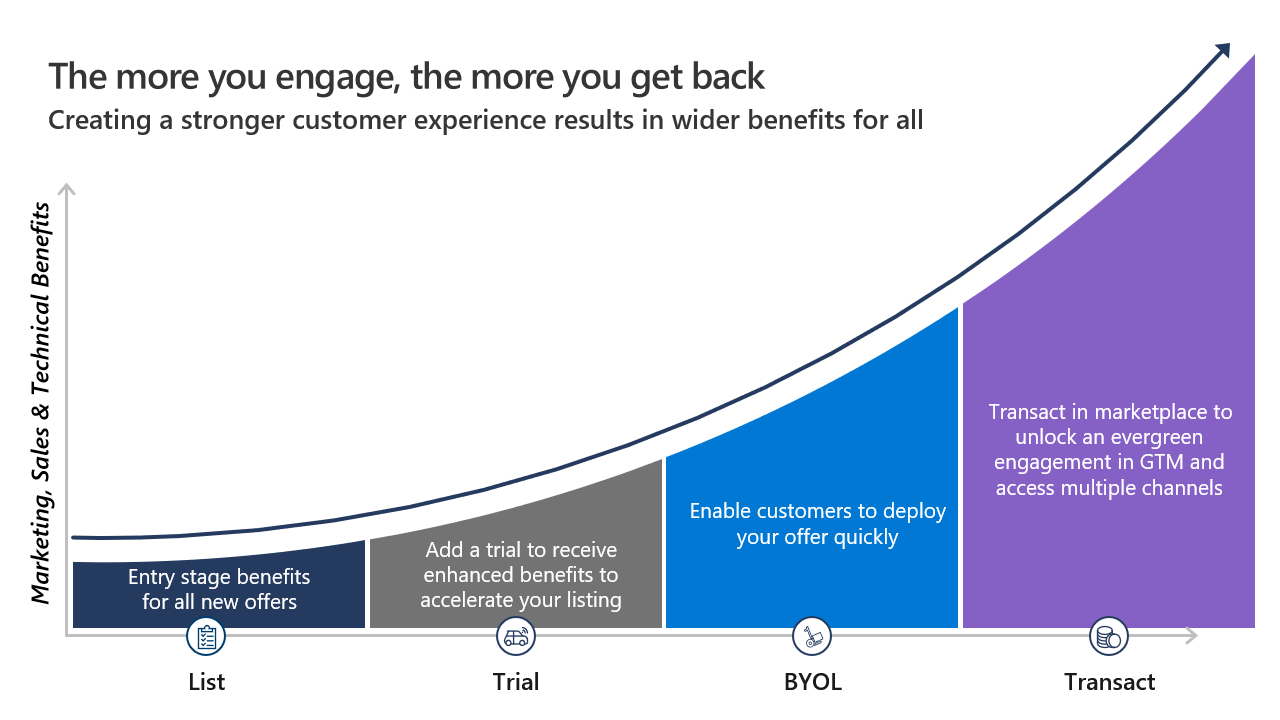 The more you engage, the more you get back
Creating a stronger customer experience results in wider benefits for all
Marketing, Sales & Technical Benefits
Entry stage benefits
for all new offers
Add a trial to receive
enhanced benefits to
accelerate your listing
Enable customers to deploy
your offer quickly
Transact in marketplace to
unlock an evergreen
engagement in GTM and
access multiple channels
List
Trial
BYOL
Transact